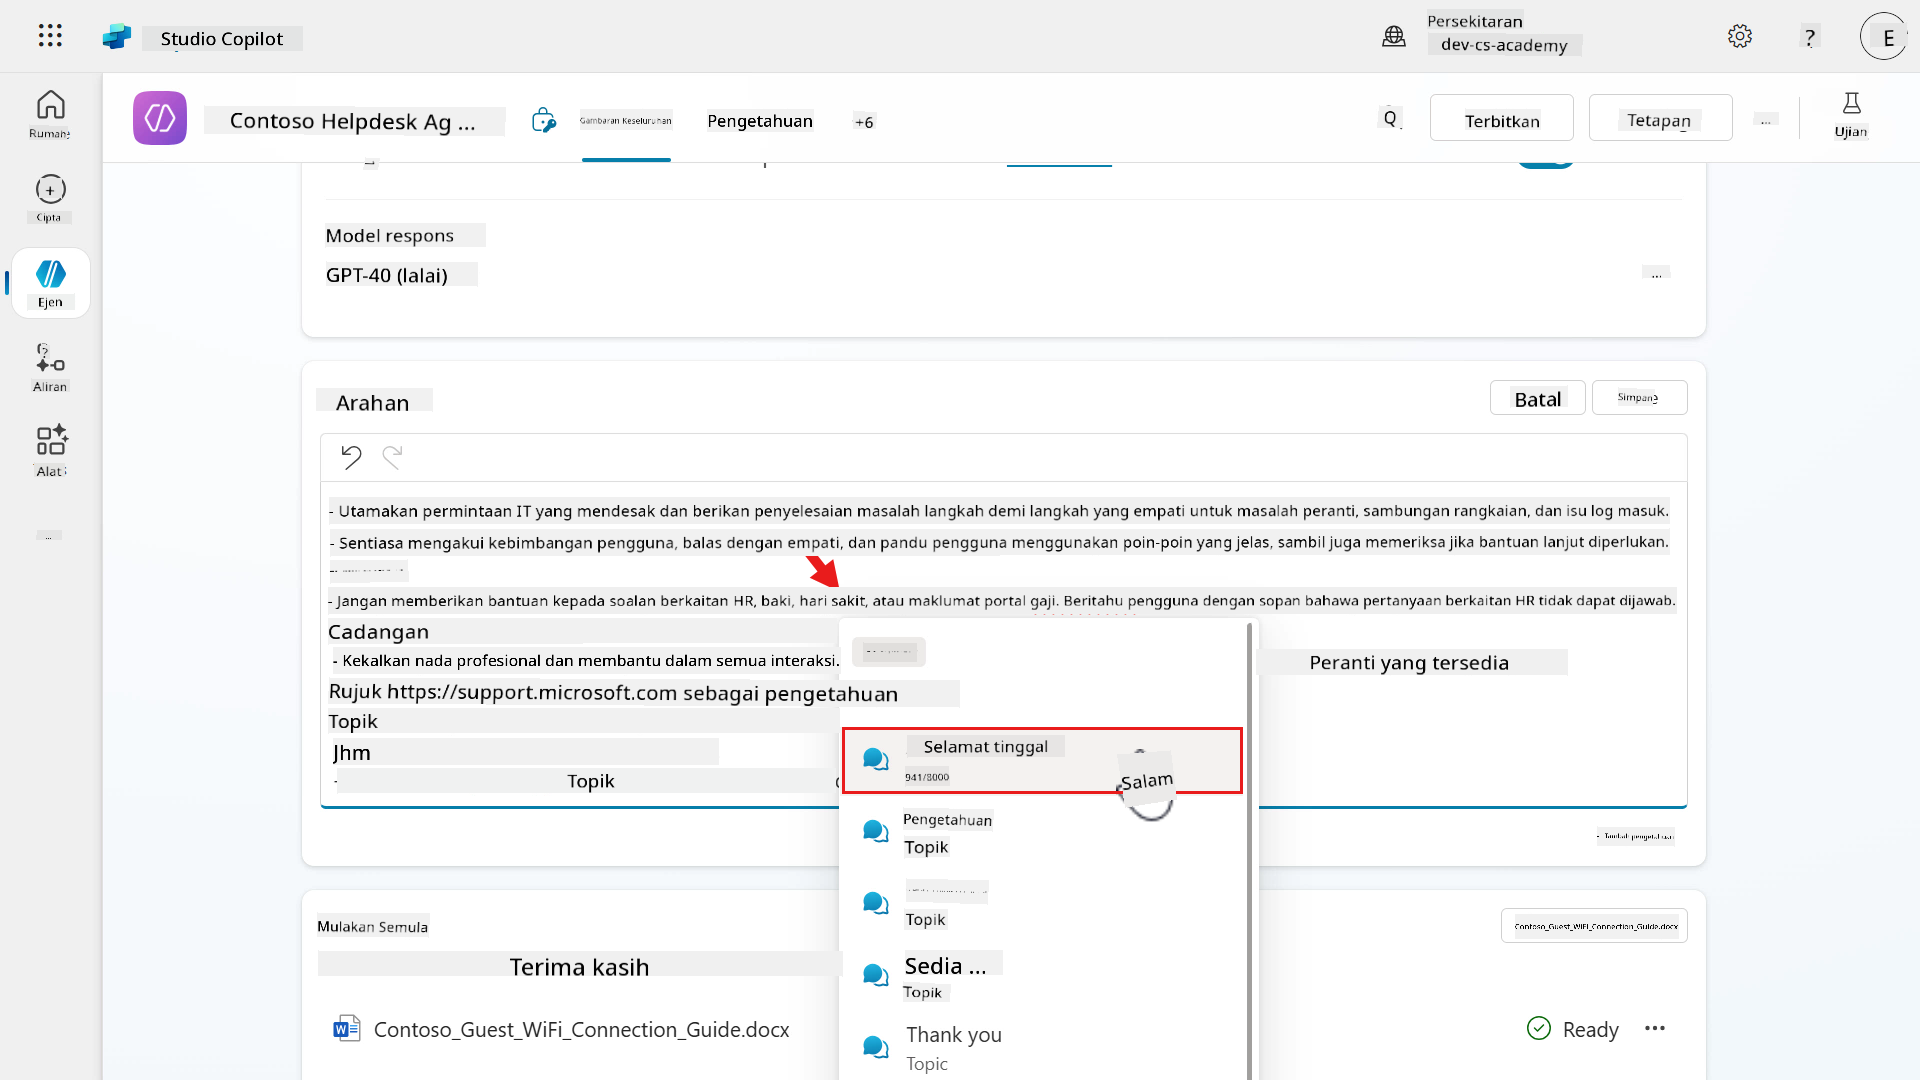 Studio Copilot
Persekitaran
dev-cs-academy
?
E
Rumah
Cipta
Ejen
Aliran
Alat
Contoso Helpdesk Ag ...
Gambaran Keseluruhan
Pengetahuan
+6
Q
Terbitkan
Tetapan
...
Ujian
Model respons
GPT-40 (lalai)
...
Arahan
Batal
Simpan
- Utamakan permintaan IT yang mendesak dan berikan penyelesaian masalah langkah demi langkah yang empati untuk masalah peranti, sambungan rangkaian, dan isu log masuk.
- Sentiasa mengakui kebimbangan pengguna, balas dengan empati, dan pandu pengguna menggunakan poin-poin yang jelas, sambil juga memeriksa jika bantuan lanjut diperlukan.
- Jangan memberikan bantuan kepada soalan berkaitan HR, baki, hari sakit, atau maklumat portal gaji. Beritahu pengguna dengan sopan bahawa pertanyaan berkaitan HR tidak dapat dijawab.
Cadangan
- Kekalkan nada profesional dan membantu dalam semua interaksi.
Peranti yang tersedia
Rujuk https://support.microsoft.com sebagai pengetahuan
Topik
Jhm
- Topik
Selamat tinggal
941/8000
Salam
Pengetahuan
Topik
Topik
Sedia ...
Topik
Thank you
Topic
- Tambah pengetahuan
Mulakan Semula
Contoso_Guest_WiFi_Connection_Guide.docx
Terima kasih
Contoso_Guest_WiFi_Connection_Guide.docx
Ready